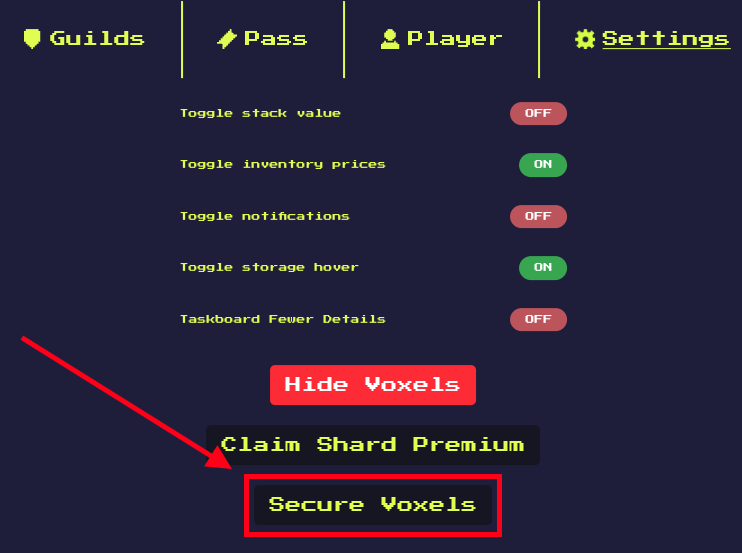 Guilds Pass Player Settings
Toggle stack value OFF
Toggle inventory prices ON
Toggle notifications OFF
Toggle storage hover ON
Taskboard Fewer Details OFF
Hide Voxels
Claim Shard Premium
Secure Voxels